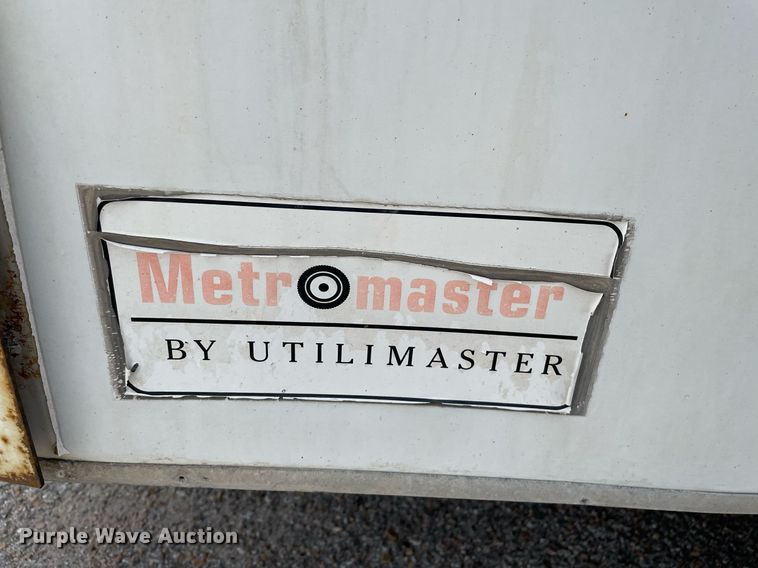 Metromaster
BY UTILIMASTER
Purple Wave Auction